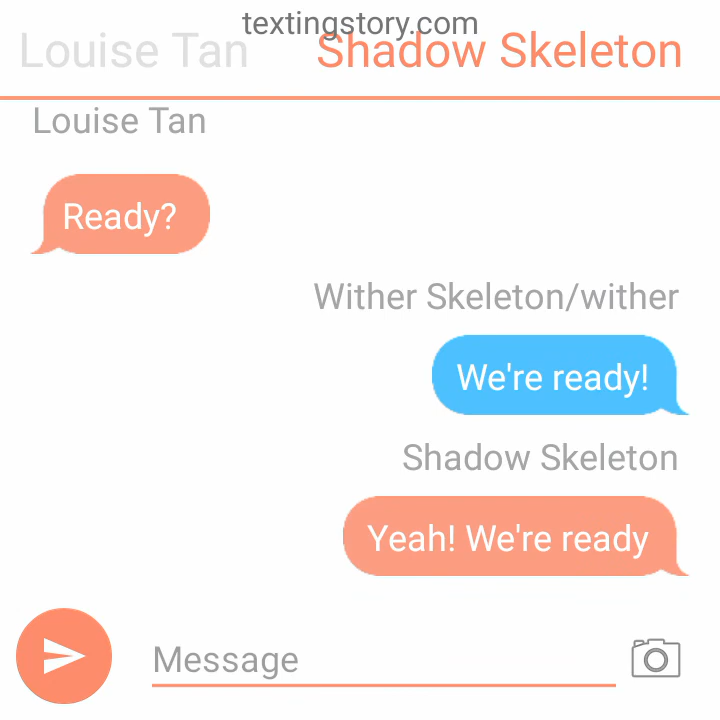 textingstory.com
Louise Tan Shadow Skeleton
Louise Tan
Ready?
Wither Skeleton/wither
We're ready!
Shadow Skeleton
Yeah! We're ready
Message